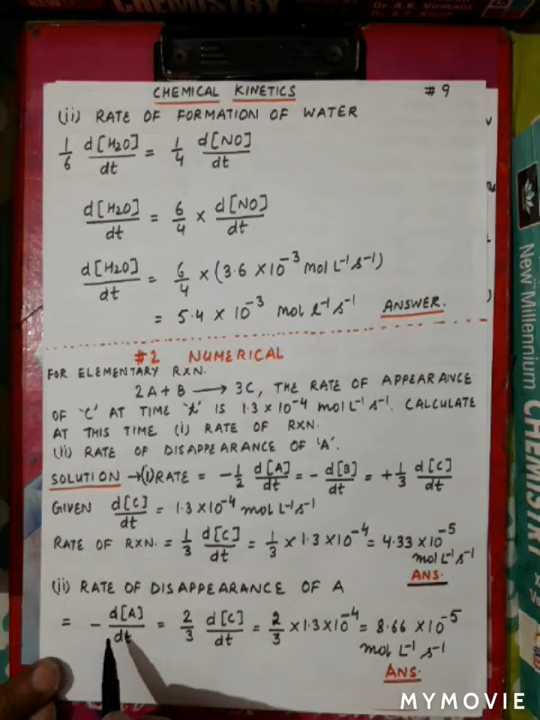 CHEMISTRY
Dr. A.K. Virmani
CHEMICAL KINETICS #9
(ii) RATE OF FORMATION OF WATER
1/6 d[H2O]/dt = 1/4 d[NO]/dt
d[H2O]/dt = 6/4 × d[NO]/dt
d[H2O]/dt = 6/4 × (3.6 × 10⁻³ mol L⁻¹ s⁻¹)
= 5.4 × 10⁻³ mol l⁻¹ s⁻¹ ANSWER.
#2 NUMERICAL
FOR ELEMENTARY RXN.
2A + B → 3C, THE RATE OF APPEARANCE
OF 'C' AT TIME 't' IS 1.3 × 10⁻⁴ mol L⁻¹ s⁻¹. CALCULATE
AT THIS TIME (i) RATE OF RXN.
(ii) RATE OF DISAPPEARANCE OF 'A'.
SOLUTION → (i) RATE = -1/2 d[A]/dt = - d[B]/dt = +1/3 d[C]/dt
GIVEN d[C]/dt = 1.3 × 10⁻⁴ mol L⁻¹ s⁻¹
RATE OF RXN. = 1/3 d[C]/dt = 1/3 × 1.3 × 10⁻⁴ = 4.33 × 10⁻⁵
mol L⁻¹ s⁻¹
ANS.
(ii) RATE OF DISAPPEARANCE OF A
= - d[A]/dt = 2/3 d[C]/dt = 2/3 × 1.3 × 10⁻⁴ = 8.66 × 10⁻⁵
mol L⁻¹ s⁻¹
ANS.
New Millennium
MYMOVIE